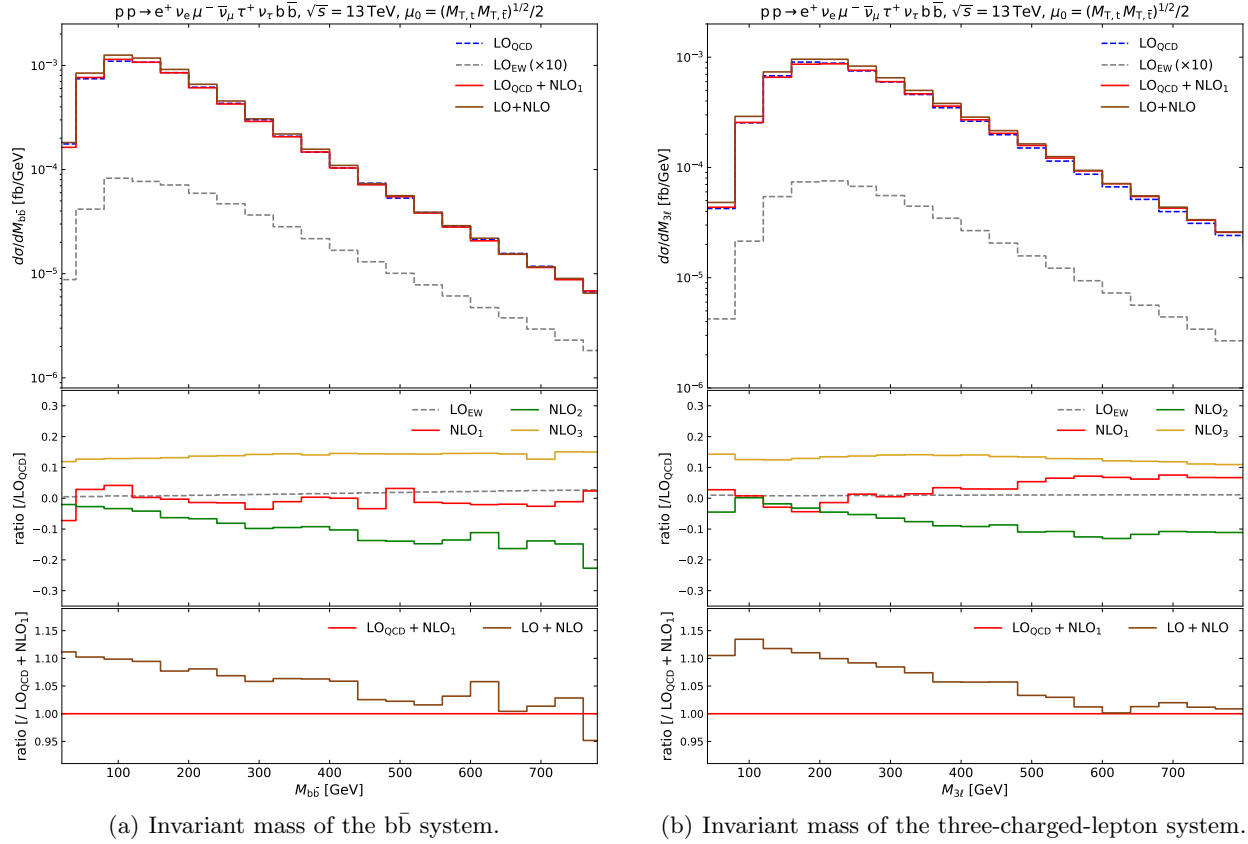 p p → e⁺ νₑ μ⁻ ν̄_μ τ⁺ ν_τ b b̄, √s = 13 TeV, μ₀ = (M_T,t M_T,t̄)^1/2/2
LO_QCD
LO_EW (×10)
LO_QCD + NLO₁
LO+NLO
10⁻³
10⁻⁴
10⁻⁵
10⁻⁶
dσ/dM_bb̄ [fb/GeV]
LO_EW
NLO₁
NLO₂
NLO₃
0.3
0.2
0.1
0.0
−0.1
−0.2
−0.3
ratio [/LO_QCD]
LO_QCD + NLO₁
LO + NLO
1.15
1.10
1.05
1.00
0.95
ratio [/ LO_QCD + NLO₁]
100 200 300 400 500 600 700
M_bb̄ [GeV]
(a) Invariant mass of the bb̄ system.
p p → e⁺ νₑ μ⁻ ν̄_μ τ⁺ ν_τ b b̄, √s = 13 TeV, μ₀ = (M_T,t M_T,t̄)^1/2/2
LO_QCD
LO_EW (×10)
LO_QCD + NLO₁
LO+NLO
10⁻³
10⁻⁴
10⁻⁵
10⁻⁶
dσ/dM_3ℓ [fb/GeV]
LO_EW
NLO₁
NLO₂
NLO₃
0.3
0.2
0.1
0.0
−0.1
−0.2
−0.3
ratio [/LO_QCD]
LO_QCD + NLO₁
LO + NLO
1.15
1.10
1.05
1.00
0.95
ratio [/ LO_QCD + NLO₁]
100 200 300 400 500 600 700
M_3ℓ [GeV]
(b) Invariant mass of the three-charged-lepton system.